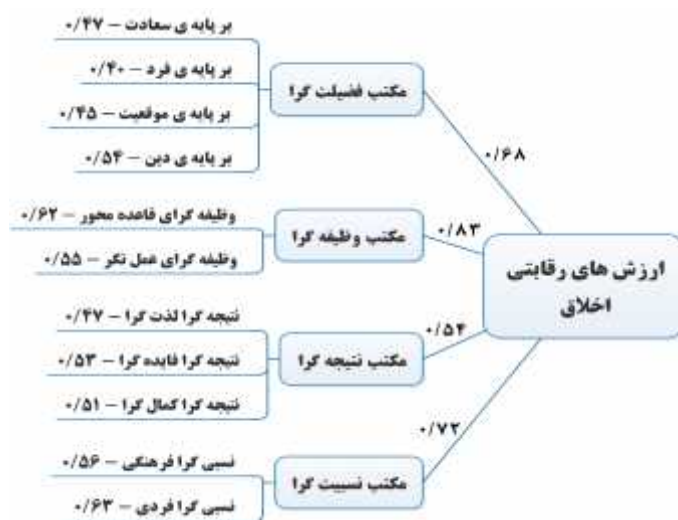 ارزش های رقابتی
اخلاق
۰/۶۸
مکتب فضیلت گرا
بر پایه ی سعادت – ۰/۴۷
بر پایه ی فرد – ۰/۴۰
بر پایه ی موقعیت – ۰/۴۵
بر پایه ی دین – ۰/۵۴
۰/۸۳
مکتب وظیفه گرا
وظیفه گرای قاعده محور – ۰/۶۲
وظیفه گرای عمل نگر – ۰/۵۵
۰/۵۴
مکتب نتیجه گرا
نتیجه گرا لذت گرا – ۰/۴۷
نتیجه گرا فایده گرا – ۰/۵۳
نتیجه گرا کمال گرا – ۰/۵۱
۰/۷۲
مکتب نسبیت گرا
نسبی گرا فرهنگی – ۰/۵۶
نسبی گرا فردی – ۰/۶۳